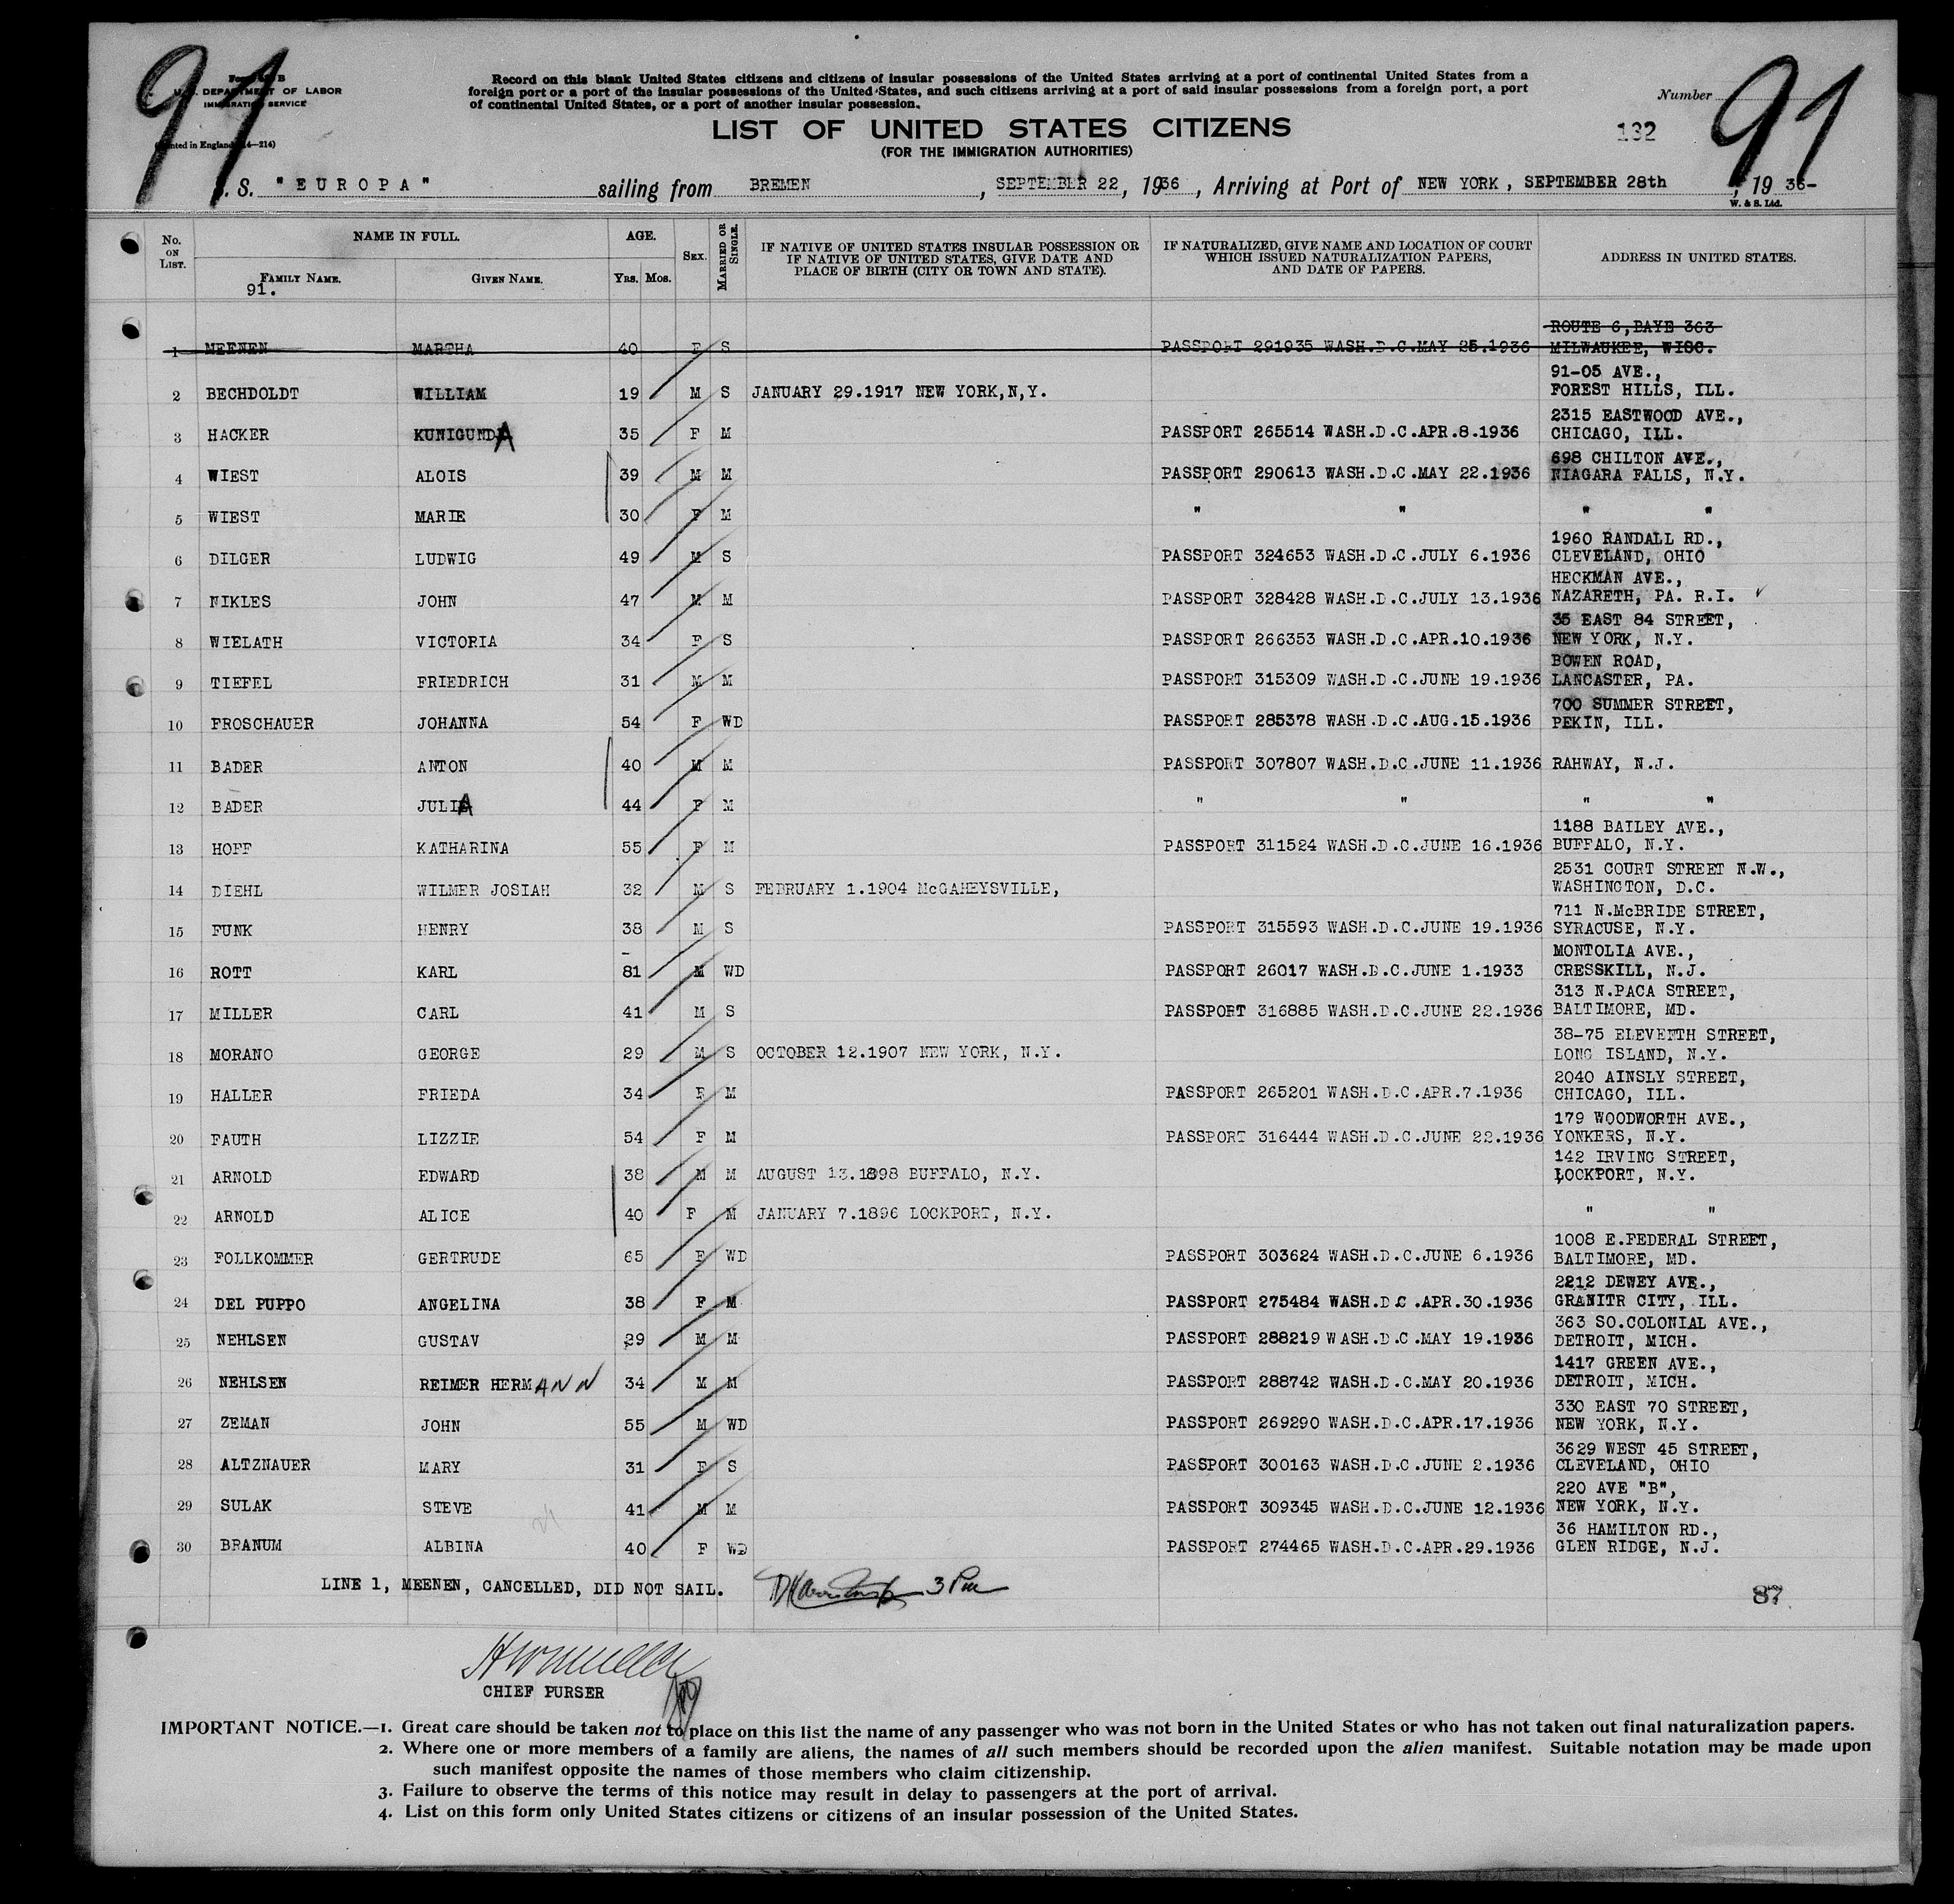 91
91
Form B
U.S. DEPARTMENT OF LABOR
IMMIGRATION SERVICE
(Printed in England 14—214)
Record on this blank United States citizens and citizens of insular possessions of the United States arriving at a port of continental United States from a
foreign port or a port of the insular possessions of the United States, and such citizens arriving at a port of said insular possessions from a foreign port, a port
of continental United States, or a port of another insular possession.
Number
LIST OF UNITED STATES CITIZENS
(FOR THE IMMIGRATION AUTHORITIES)
132
S. S. "EUROPA" sailing from BREMEN, SEPTEMBER 22, 1936, Arriving at Port of NEW YORK, SEPTEMBER 28th, 19 36-
W. & S. Ltd.
No. ON LIST. NAME IN FULL. AGE. SEX. MARRIED OR SINGLE. IF NATIVE OF UNITED STATES INSULAR POSSESSION OR IF NATIVE OF UNITED STATES, GIVE DATE AND PLACE OF BIRTH (CITY OR TOWN AND STATE). IF NATURALIZED, GIVE NAME AND LOCATION OF COURT WHICH ISSUED NATURALIZATION PAPERS, AND DATE OF PAPERS. ADDRESS IN UNITED STATES.
FAMILY NAME. GIVEN NAME. YRS. MOS.
91.
ROUTE 6, BAYE 363
1 MEENEN MARTHA 40 F S PASSPORT 291935 WASH.D.C.MAY 25.1936 MILWAUKEE, WISC.
91-05 AVE.,
2 BECHDOLDT WILLIAM 19 M S JANUARY 29.1917 NEW YORK,N,Y. FOREST HILLS, ILL.
2315 EASTWOOD AVE.,
3 HACKER KUNIGUNDA 35 F M PASSPORT 265514 WASH.D.C.APR.8.1936 CHICAGO, ILL.
698 CHILTON AVE.,
4 WIEST ALOIS 39 M M PASSPORT 290613 WASH.D.C.MAY 22.1936 NIAGARA FALLS, N.Y.
5 WIEST MARIE 30 F M " " " "
1960 RANDALL RD.,
6 DILGER LUDWIG 49 M S PASSPORT 324653 WASH.D.C.JULY 6.1936 CLEVELAND, OHIO
HECKMAN AVE.,
7 NIKLES JOHN 47 M M PASSPORT 328428 WASH.D.C.JULY 13.1936 NAZARETH, PA. R.I.
35 EAST 84 STREET,
8 WIELATH VICTORIA 34 F S PASSPORT 266353 WASH.D.C.APR.10.1936 NEW YORK, N.Y.
BOWEN ROAD,
9 TIEFEL FRIEDRICH 31 M M PASSPORT 315309 WASH.D.C.JUNE 19.1936 LANCASTER, PA.
700 SUMMER STREET,
10 FROSCHAUER JOHANNA 54 F WD PASSPORT 285378 WASH.D.C.AUG.15.1936 PEKIN, ILL.
11 BADER ANTON 40 M M PASSPORT 307807 WASH.D.C.JUNE 11.1936 RAHWAY, N.J.
12 BADER JULIA 44 F M " " " "
1188 BAILEY AVE.,
13 HOFF KATHARINA 55 F M PASSPORT 311524 WASH.D.C.JUNE 16.1936 BUFFALO, N.Y.
2531 COURT STREET N.W.,
14 DIEHL WILMER JOSIAH 32 M S FEBRUARY 1.1904 McGAHEYSVILLE, WASHINGTON, D.C.
711 N.McBRIDE STREET,
15 FUNK HENRY 38 M S PASSPORT 315593 WASH.D.C.JUNE 19.1936 SYRACUSE, N.Y.
MONTOLIA AVE.,
16 ROTT KARL 81 M WD PASSPORT 26017 WASH.D.C.JUNE 1.1933 CRESSKILL, N.J.
313 N.PACA STREET,
17 MILLER CARL 41 M S PASSPORT 316885 WASH.D.C.JUNE 22.1936 BALTIMORE, MD.
38-75 ELEVENTH STREET,
18 MORANO GEORGE 29 M S OCTOBER 12.1907 NEW YORK, N.Y. LONG ISLAND, N.Y.
2040 AINSLY STREET,
19 HALLER FRIEDA 34 F M PASSPORT 265201 WASH.D.C.APR.7.1936 CHICAGO, ILL.
179 WOODWORTH AVE.,
20 FAUTH LIZZIE 54 F M PASSPORT 316444 WASH.D.C.JUNE 22.1936 YONKERS, N.Y.
142 IRVING STREET,
21 ARNOLD EDWARD 38 M M AUGUST 13.1898 BUFFALO, N.Y. LOCKPORT, N.Y.
22 ARNOLD ALICE 40 F M JANUARY 7.1896 LOCKPORT, N.Y. " "
1008 E.FEDERAL STREET,
23 FOLLKOMMER GERTRUDE 65 F WD PASSPORT 303624 WASH.D.C.JUNE 6.1936 BALTIMORE, MD.
2212 DEWEY AVE.,
24 DEL PUPPO ANGELINA 38 F M PASSPORT 275484 WASH.D.C.APR.30.1936 GRANITR CITY, ILL.
363 SO.COLONIAL AVE.,
25 NEHLSEN GUSTAV 29 M M PASSPORT 288219 WASH.D.C.MAY 19.1936 DETROIT, MICH.
1417 GREEN AVE.,
26 NEHLSEN REIMER HERMANN 34 M M PASSPORT 288742 WASH.D.C.MAY 20.1936 DETROIT, MICH.
330 EAST 70 STREET,
27 ZEMAN JOHN 55 M WD PASSPORT 269290 WASH.D.C.APR.17.1936 NEW YORK, N.Y.
3629 WEST 45 STREET,
28 ALTZNAUER MARY 31 F S PASSPORT 300163 WASH.D.C.JUNE 2.1936 CLEVELAND, OHIO
220 AVE "B",
29 SULAK STEVE 41 M M PASSPORT 309345 WASH.D.C.JUNE 12.1936 NEW YORK, N.Y.
36 HAMILTON RD.,
30 BRANUM ALBINA 40 F WD PASSPORT 274465 WASH.D.C.APR.29.1936 GLEN RIDGE, N.J.
LINE 1, MEENEN, CANCELLED, DID NOT SAIL. 3 Pm
87
CHIEF PURSER
IMPORTANT NOTICE.—1. Great care should be taken not to place on this list the name of any passenger who was not born in the United States or who has not taken out final naturalization papers.
2. Where one or more members of a family are aliens, the names of all such members should be recorded upon the alien manifest. Suitable notation may be made upon
such manifest opposite the names of those members who claim citizenship.
3. Failure to observe the terms of this notice may result in delay to passengers at the port of arrival.
4. List on this form only United States citizens or citizens of an insular possession of the United States.